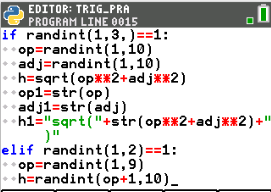 EDITOR: TRIG_PRA
PROGRAM LINE 0015
if randint(1,3,)==1:
  op=randint(1,10)
  adj=randint(1,10)
  h=sqrt(op**2+adj**2)
  op1=str(op)
  adj1=str(adj)
  h1="sqrt("+str(op**2+adj**2)+"
)"
elif randint(1,2)==1:
  op=randint(1,9)
  h=randint(op+1,10)_